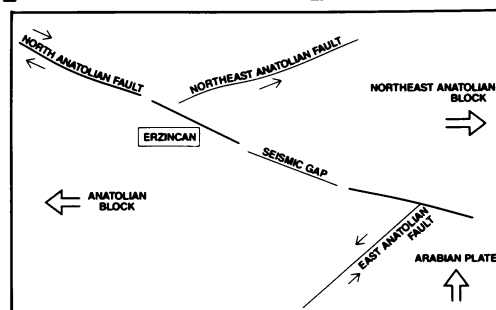 NORTH ANATOLIAN FAULT
NORTHEAST ANATOLIAN FAULT
NORTHEAST ANATOLIAN
BLOCK
ERZINCAN
SEISMIC GAP
ANATOLIAN
BLOCK
EAST ANATOLIAN
FAULT
ARABIAN PLATE